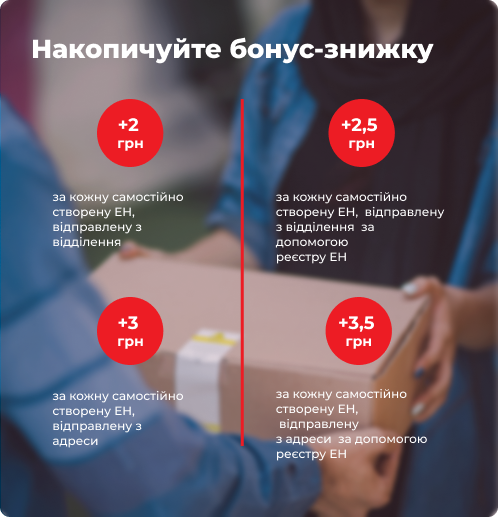 Накопичуйте бонус-знижку
+2
грн
за кожну самостійно
створену ЕН,
відправлену з
відділення
+2,5
грн
за кожну самостійно
створену ЕН, відправлену
з відділення за
допомогою
реєстру ЕН
+3
грн
за кожну самостійно
створену ЕН,
відправлену з
адреси
+3,5
грн
за кожну самостійно
створену ЕН,
відправлену
з адреси за допомогою
реєстру ЕН